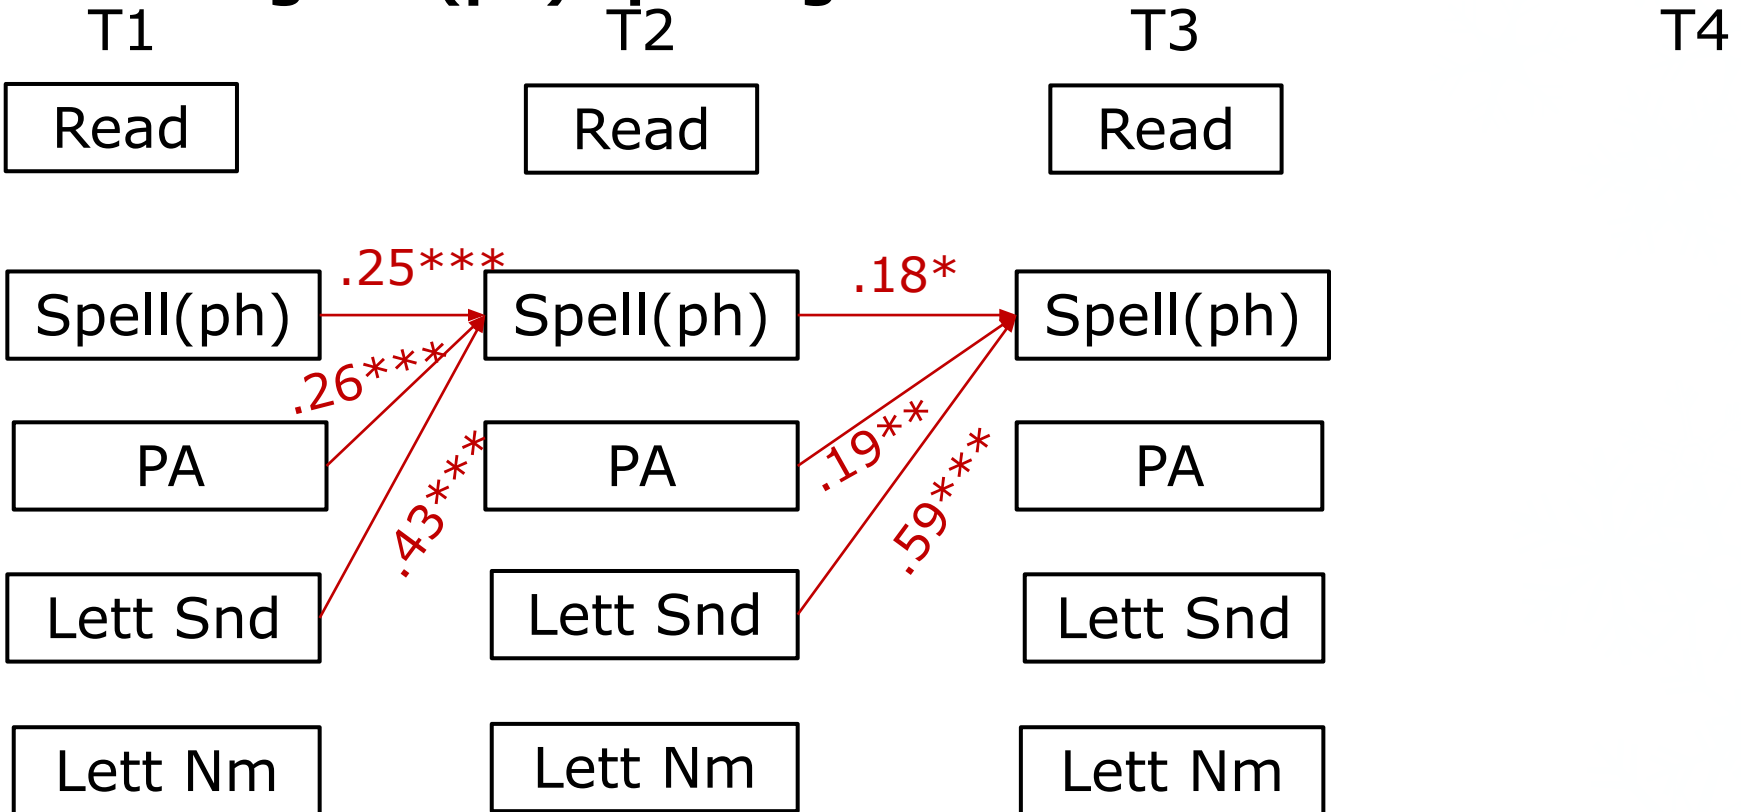 T1 T2 T3 T4
Read Read Read
.25*** .18*
Spell(ph) Spell(ph) Spell(ph)
.26***
PA PA PA
.19**
.43*** .59***
Lett Snd Lett Snd Lett Snd
Lett Nm Lett Nm Lett Nm